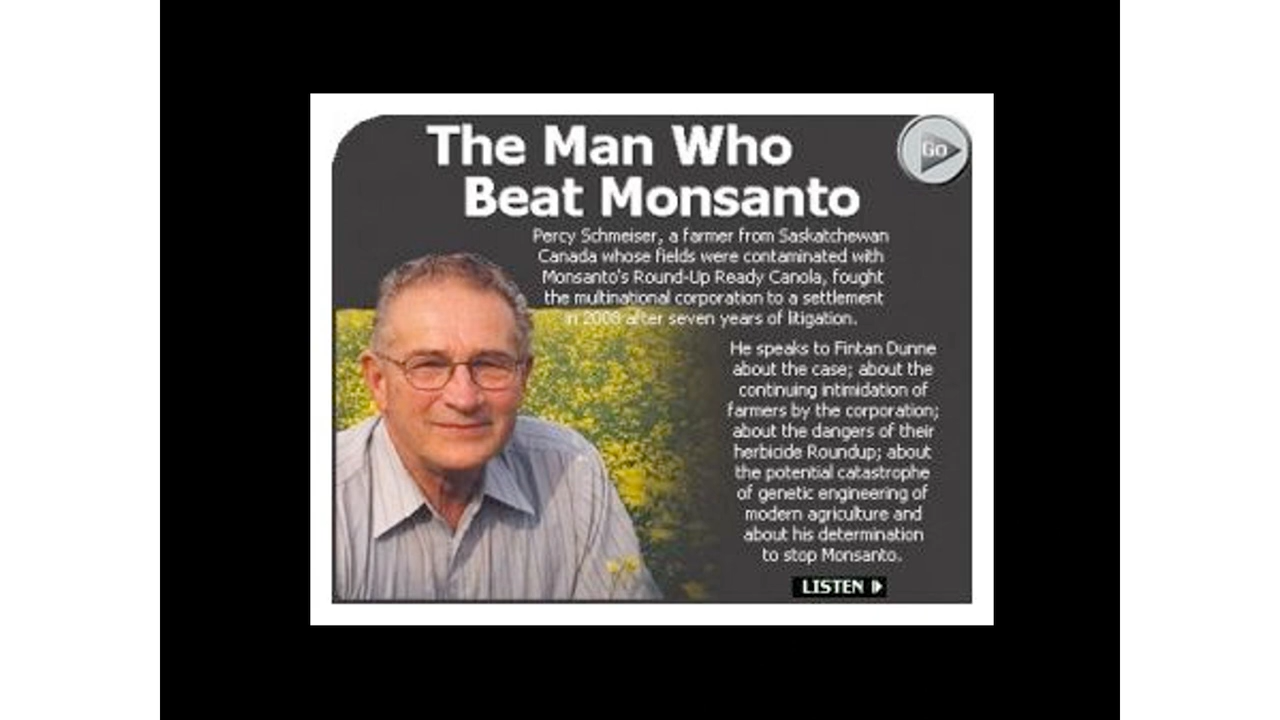 The Man Who
Beat Monsanto
Go
Percy Schmeiser, a farmer from Saskatchewan
Canada whose fields were contaminated with
Monsanto's Round-Up Ready Canola, fought
the multinational corporation to a settlement
in 2008 after seven years of litigation.
He speaks to Fintan Dunne
about the case; about the
continuing intimidation of
farmers by the corporation;
about the dangers of their
herbicide Roundup; about
the potential catastrophe
of genetic engineering of
modern agriculture and
about his determination
to stop Monsanto.
LISTEN